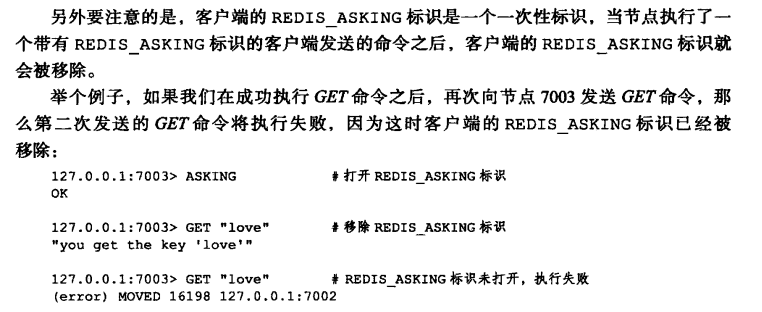 另外要注意的是，客户端的 REDIS_ASKING 标识是一个一次性标识，当节点执行了一
个带有 REDIS_ASKING 标识的客户端发送的命令之后，客户端的 REDIS_ASKING 标识就
会被移除。
举个例子，如果我们在成功执行 GET 命令之后，再次向节点 7003 发送 GET 命令，那
么第二次发送的 GET 命令将执行失败，因为这时客户端的 REDIS_ASKING 标识已经被
移除：
127.0.0.1:7003> ASKING # 打开 REDIS_ASKING 标识
OK
127.0.0.1:7003> GET "love" # 移除 REDIS_ASKING 标识
"you get the key 'love'"
127.0.0.1:7003> GET "love" # REDIS_ASKING 标识未打开，执行失败
(error) MOVED 16198 127.0.0.1:7002